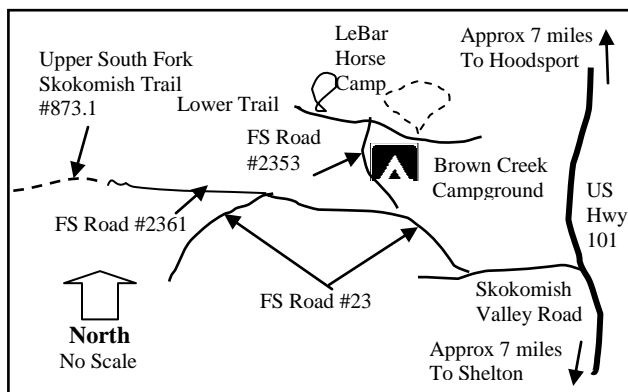 Upper South Fork
Skokomish Trail
#873.1
LeBar
Horse
Camp
Approx 7 miles
To Hoodsport
Lower Trail
FS Road
#2353
Brown Creek
Campground
US
Hwy
101
FS Road #2361
FS Road #23
Skokomish
Valley Road
North
No Scale
Approx 7 miles
To Shelton